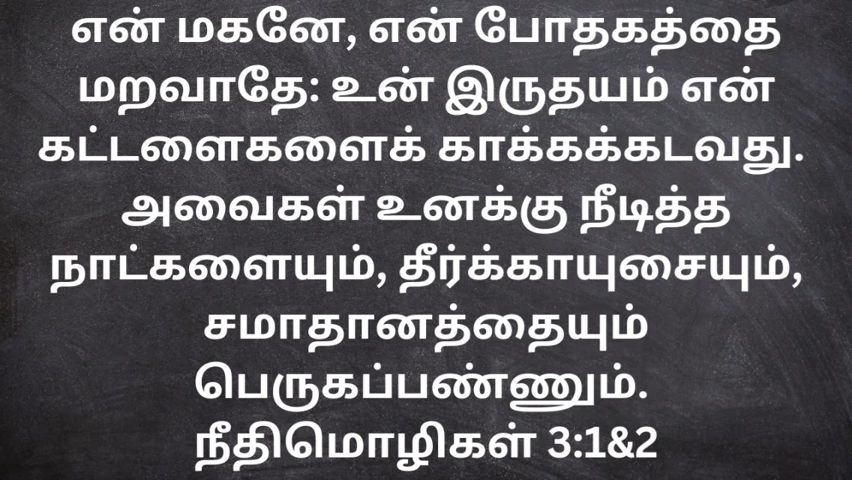 என் மகனே, என் போதகத்தை
மறவாதே: உன் இருதயம் என்
கட்டளைகளைக் காக்கக்கடவது.
அவைகள் உனக்கு நீடித்த
நாட்களையும், தீர்க்காயுசையும்,
சமாதானத்தையும்
பெருகப்பண்ணும்.
நீதிமொழிகள் 3:1&2